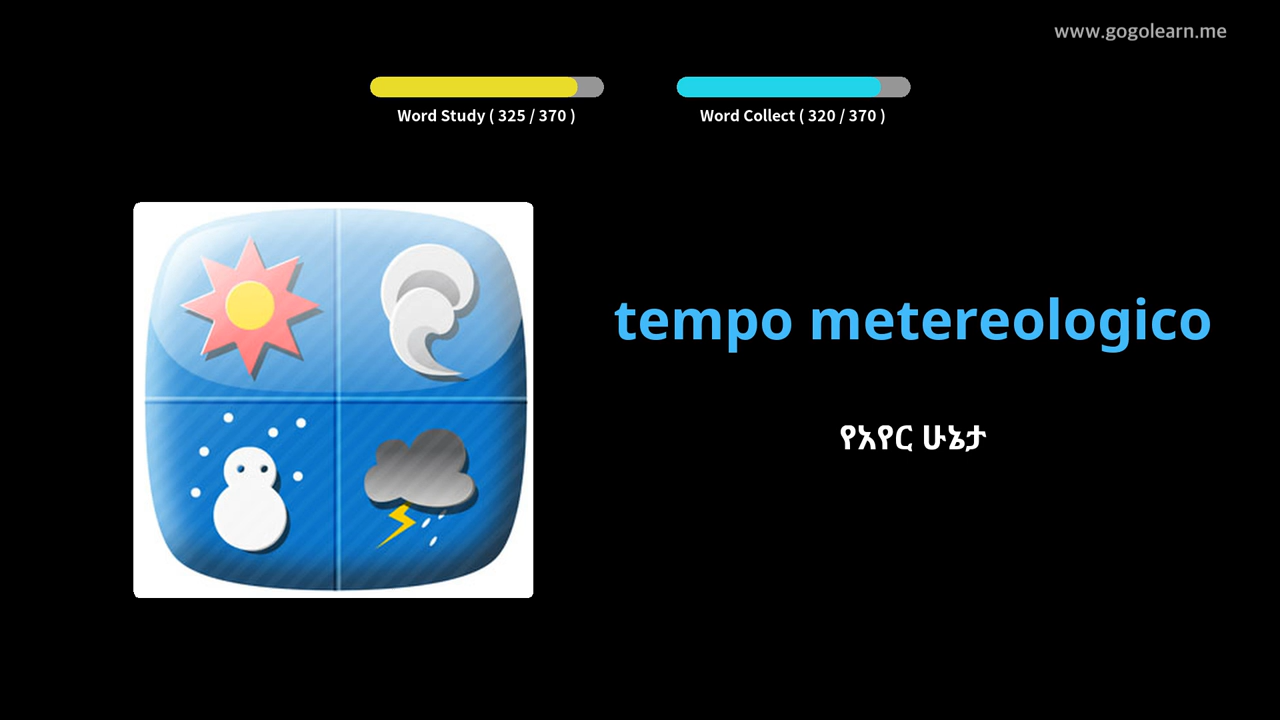 www.gogolearn.me
Word Study ( 325 / 370 )
Word Collect ( 320 / 370 )
tempo metereologico
የአየር ሁኔታ